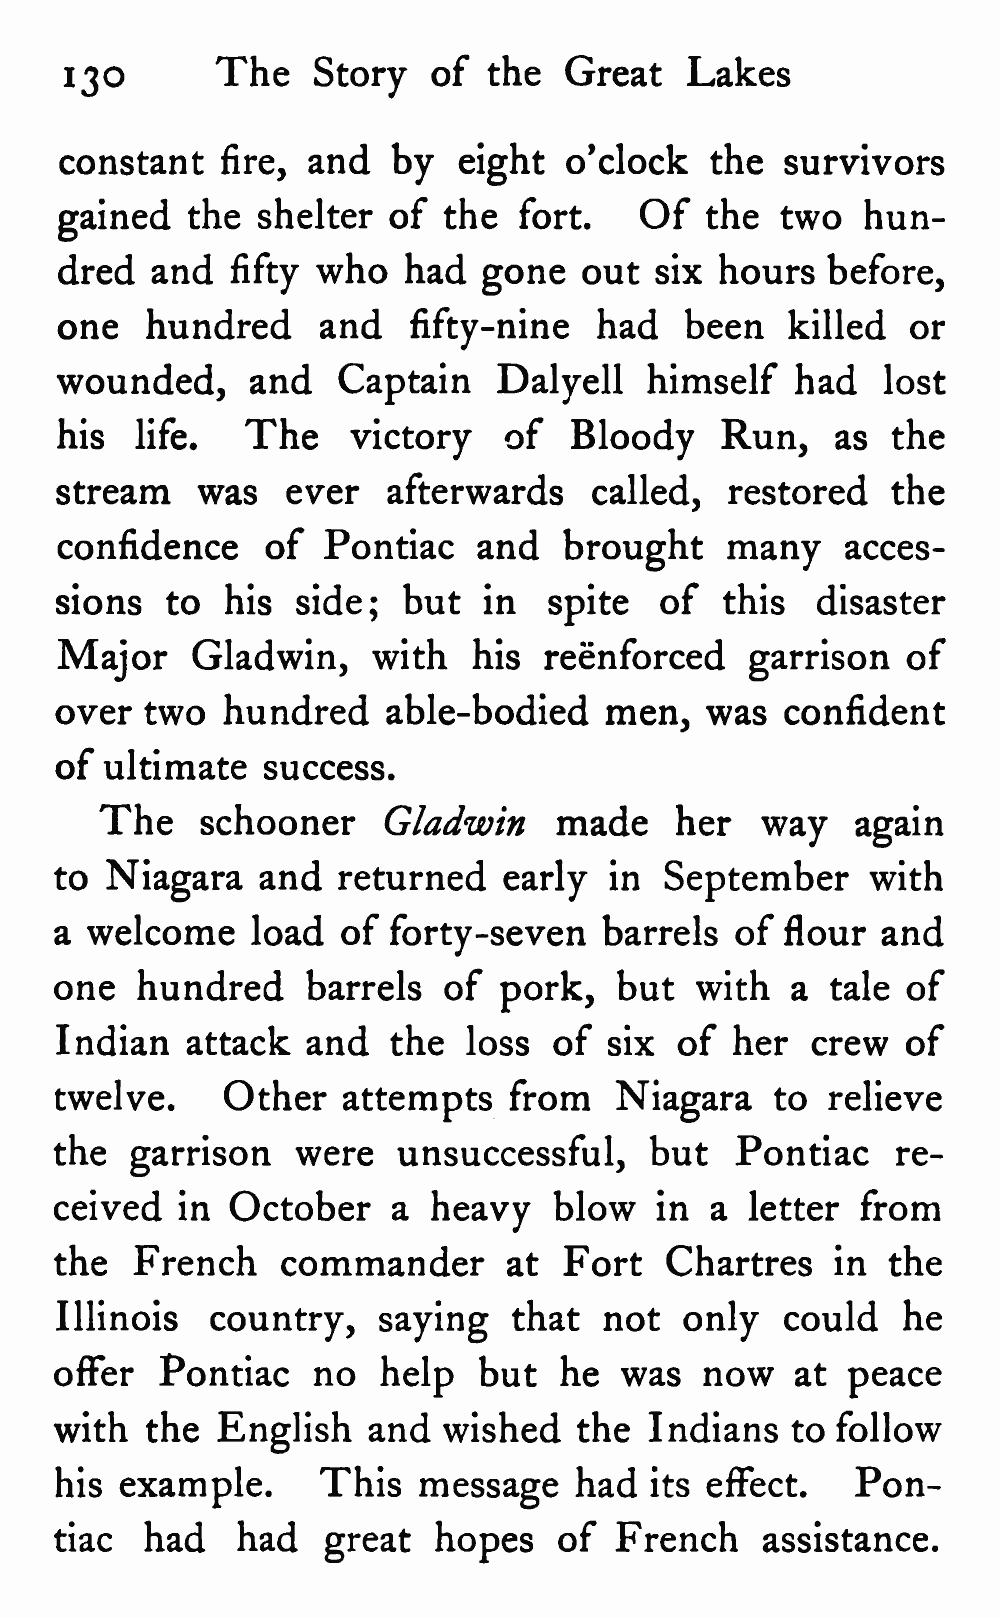 130 The Story of the Great Lakes
constant fire, and by eight o'clock the survivors
gained the shelter of the fort. Of the two hun-
dred and fifty who had gone out six hours before,
one hundred and fifty-nine had been killed or
wounded, and Captain Dalyell himself had lost
his life. The victory of Bloody Run, as the
stream was ever afterwards called, restored the
confidence of Pontiac and brought many acces-
sions to his side; but in spite of this disaster
Major Gladwin, with his reënforced garrison of
over two hundred able-bodied men, was confident
of ultimate success.
The schooner Gladwin made her way again
to Niagara and returned early in September with
a welcome load of forty-seven barrels of flour and
one hundred barrels of pork, but with a tale of
Indian attack and the loss of six of her crew of
twelve. Other attempts from Niagara to relieve
the garrison were unsuccessful, but Pontiac re-
ceived in October a heavy blow in a letter from
the French commander at Fort Chartres in the
Illinois country, saying that not only could he
offer Pontiac no help but he was now at peace
with the English and wished the Indians to follow
his example. This message had its effect. Pon-
tiac had had great hopes of French assistance.